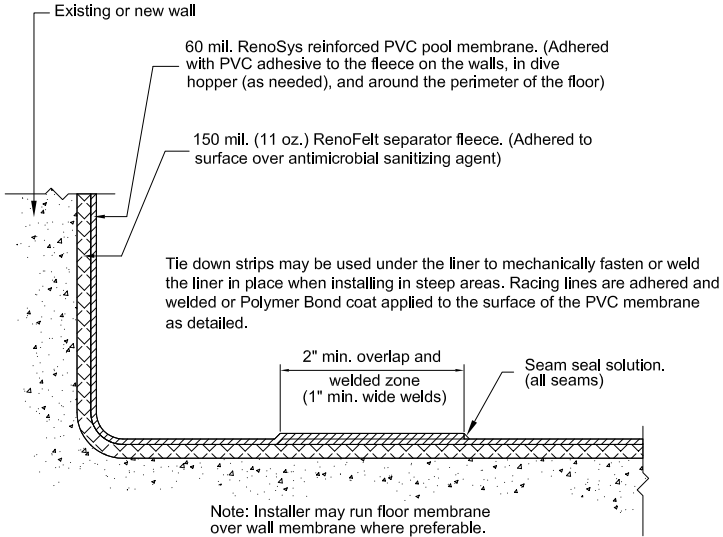 Existing or new wall
60 mil. RenoSys reinforced PVC pool membrane. (Adhered
with PVC adhesive to the fleece on the walls, in dive
hopper (as needed), and around the perimeter of the floor)
150 mil. (11 oz.) RenoFelt separator fleece. (Adhered to
surface over antimicrobial sanitizing agent)
Tie down strips may be used under the liner to mechanically fasten or weld
the liner in place when installing in steep areas. Racing lines are adhered and
welded or Polymer Bond coat applied to the surface of the PVC membrane
as detailed.
2" min. overlap and
welded zone
(1" min. wide welds)
Seam seal solution.
(all seams)
Note: Installer may run floor membrane
over wall membrane where preferable.